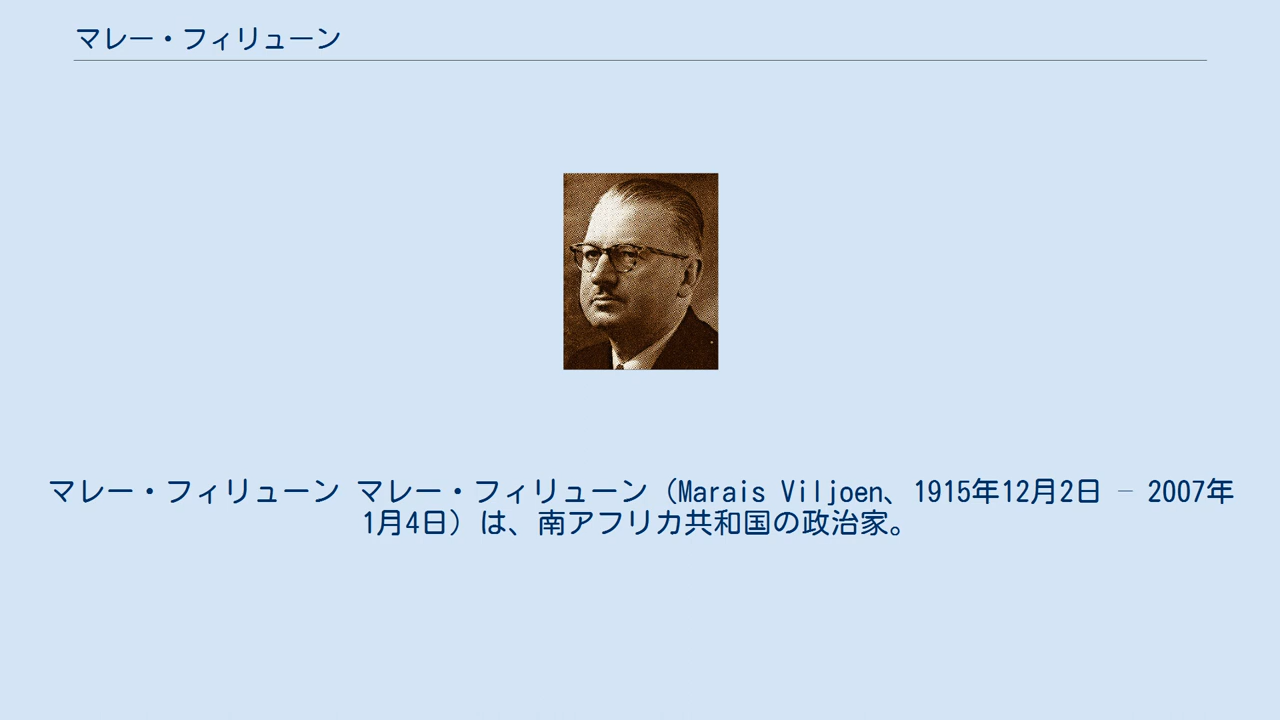 マレー・フィリューン
マレー・フィリューン マレー・フィリューン（Marais Viljoen、1915年12月2日 – 2007年
1月4日）は、南アフリカ共和国の政治家。